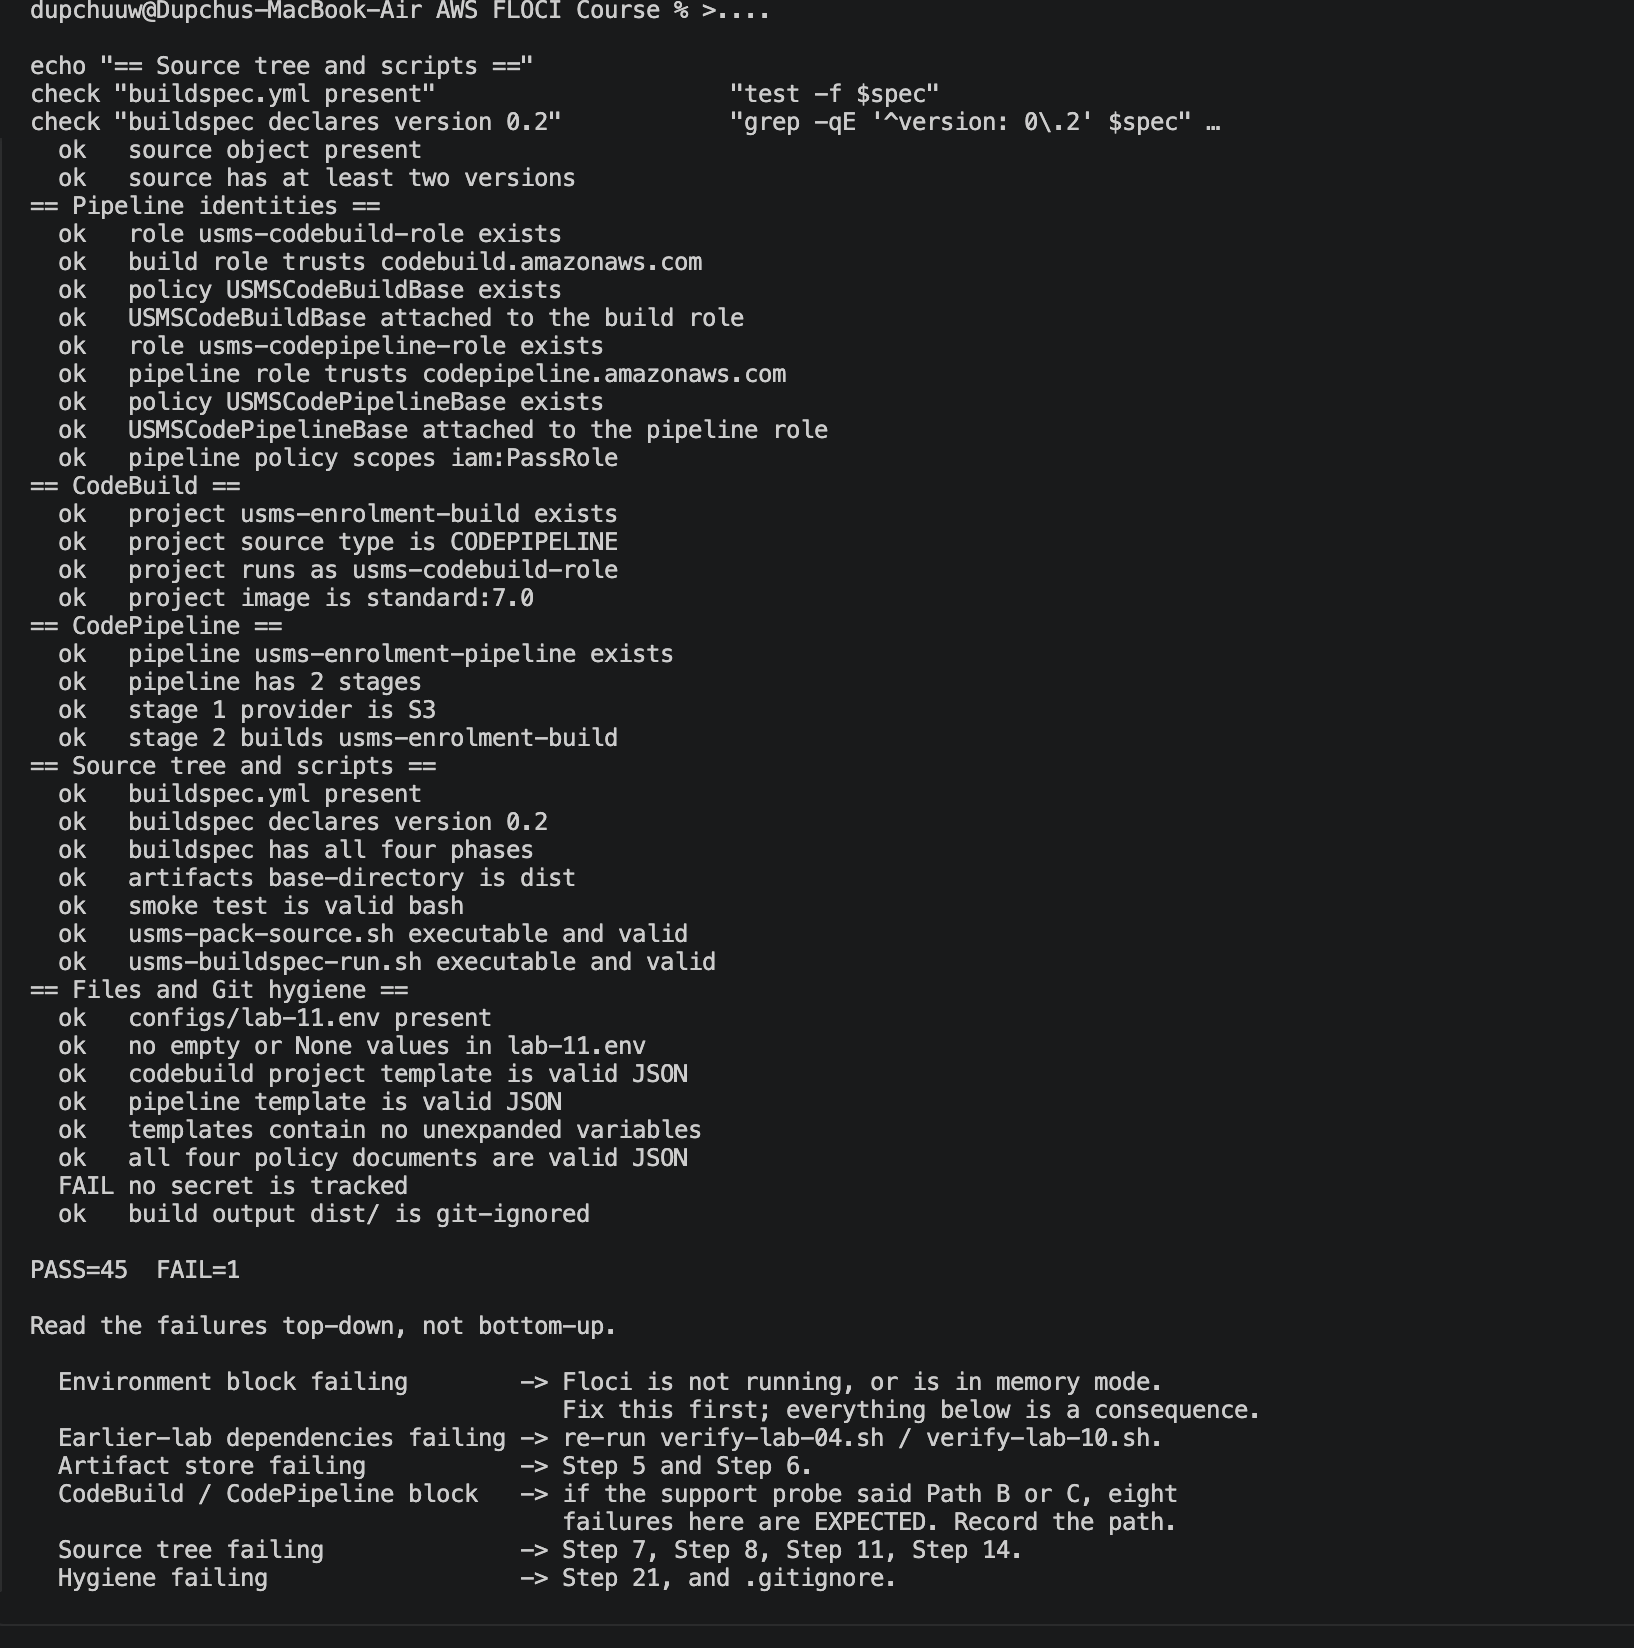 dupchuuw@Dupchus-MacBook-Air AWS FLOCI Course % >....
echo "== Source tree and scripts =="
check "buildspec.yml present" "test -f $spec"
check "buildspec declares version 0.2" "grep -qE '^version: 0\.2' $spec" …
ok source object present
ok source has at least two versions
== Pipeline identities ==
ok role usms-codebuild-role exists
ok build role trusts codebuild.amazonaws.com
ok policy USMSCodeBuildBase exists
ok USMSCodeBuildBase attached to the build role
ok role usms-codepipeline-role exists
ok pipeline role trusts codepipeline.amazonaws.com
ok policy USMSCodePipelineBase exists
ok USMSCodePipelineBase attached to the pipeline role
ok pipeline policy scopes iam:PassRole
== CodeBuild ==
ok project usms-enrolment-build exists
ok project source type is CODEPIPELINE
ok project runs as usms-codebuild-role
ok project image is standard:7.0
== CodePipeline ==
ok pipeline usms-enrolment-pipeline exists
ok pipeline has 2 stages
ok stage 1 provider is S3
ok stage 2 builds usms-enrolment-build
== Source tree and scripts ==
ok buildspec.yml present
ok buildspec declares version 0.2
ok buildspec has all four phases
ok artifacts base-directory is dist
ok smoke test is valid bash
ok usms-pack-source.sh executable and valid
ok usms-buildspec-run.sh executable and valid
== Files and Git hygiene ==
ok configs/lab-11.env present
ok no empty or None values in lab-11.env
ok codebuild project template is valid JSON
ok pipeline template is valid JSON
ok templates contain no unexpanded variables
ok all four policy documents are valid JSON
FAIL no secret is tracked
ok build output dist/ is git-ignored
PASS=45 FAIL=1
Read the failures top-down, not bottom-up.
Environment block failing -> Floci is not running, or is in memory mode.
Fix this first; everything below is a consequence.
Earlier-lab dependencies failing -> re-run verify-lab-04.sh / verify-lab-10.sh.
Artifact store failing -> Step 5 and Step 6.
CodeBuild / CodePipeline block -> if the support probe said Path B or C, eight
failures here are EXPECTED. Record the path.
Source tree failing -> Step 7, Step 8, Step 11, Step 14.
Hygiene failing -> Step 21, and .gitignore.